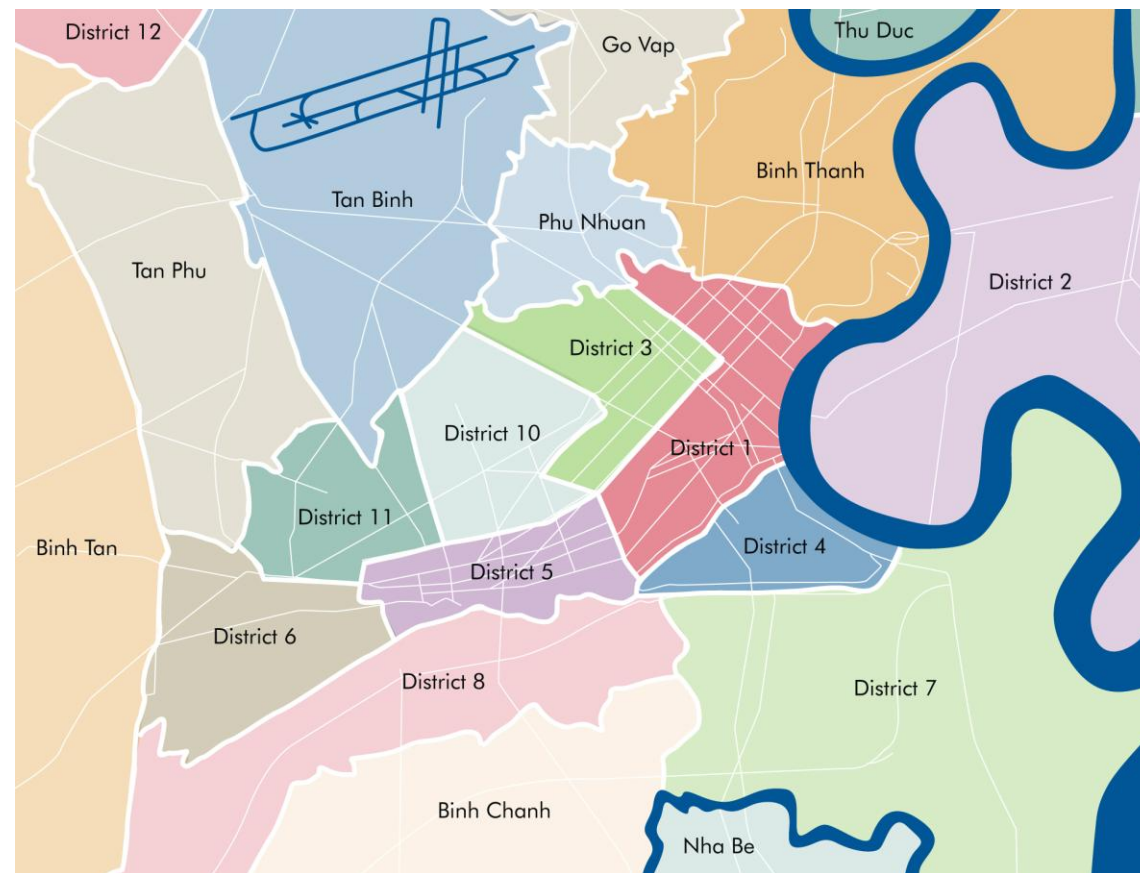 District 12
Thu Duc
Go Vap
Binh Thanh
Tan Binh
Phu Nhuan
Tan Phu
District 2
District 3
District 10
District 1
District 11
Binh Tan
District 4
District 5
District 6
District 8
District 7
Binh Chanh
Nha Be